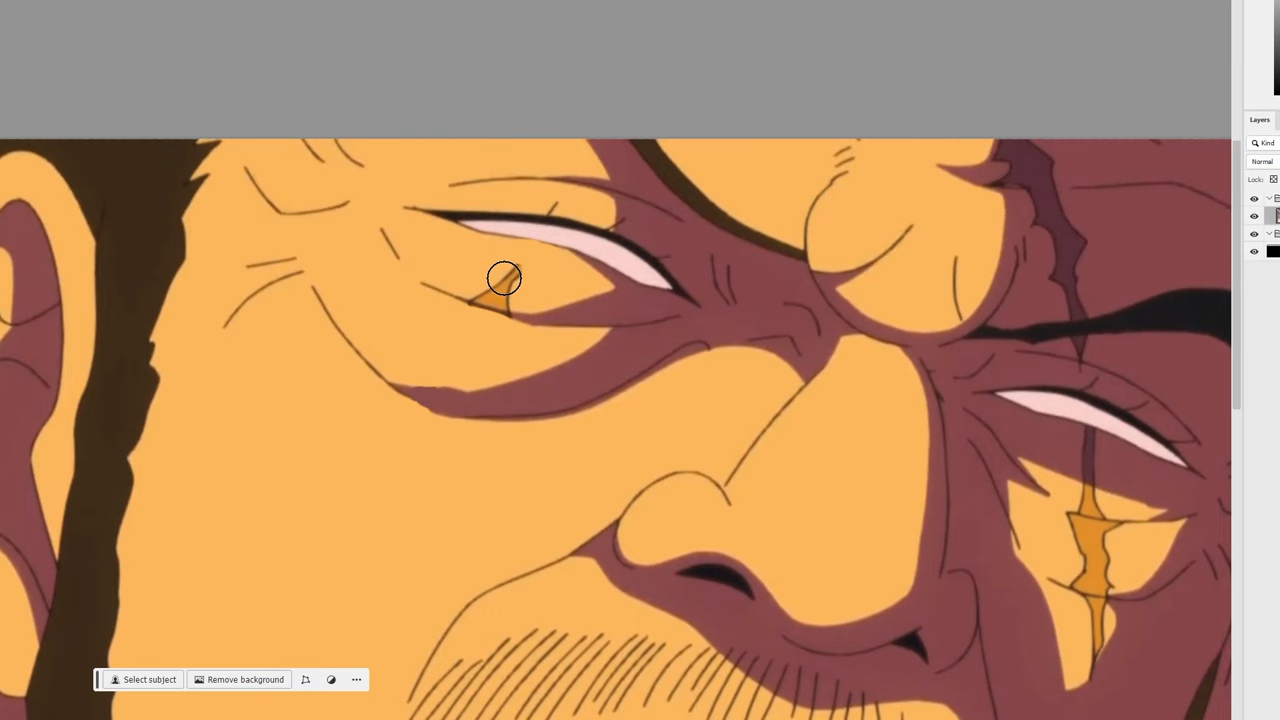 Layers
Kind
Normal
Lock:
Select subject
Remove background